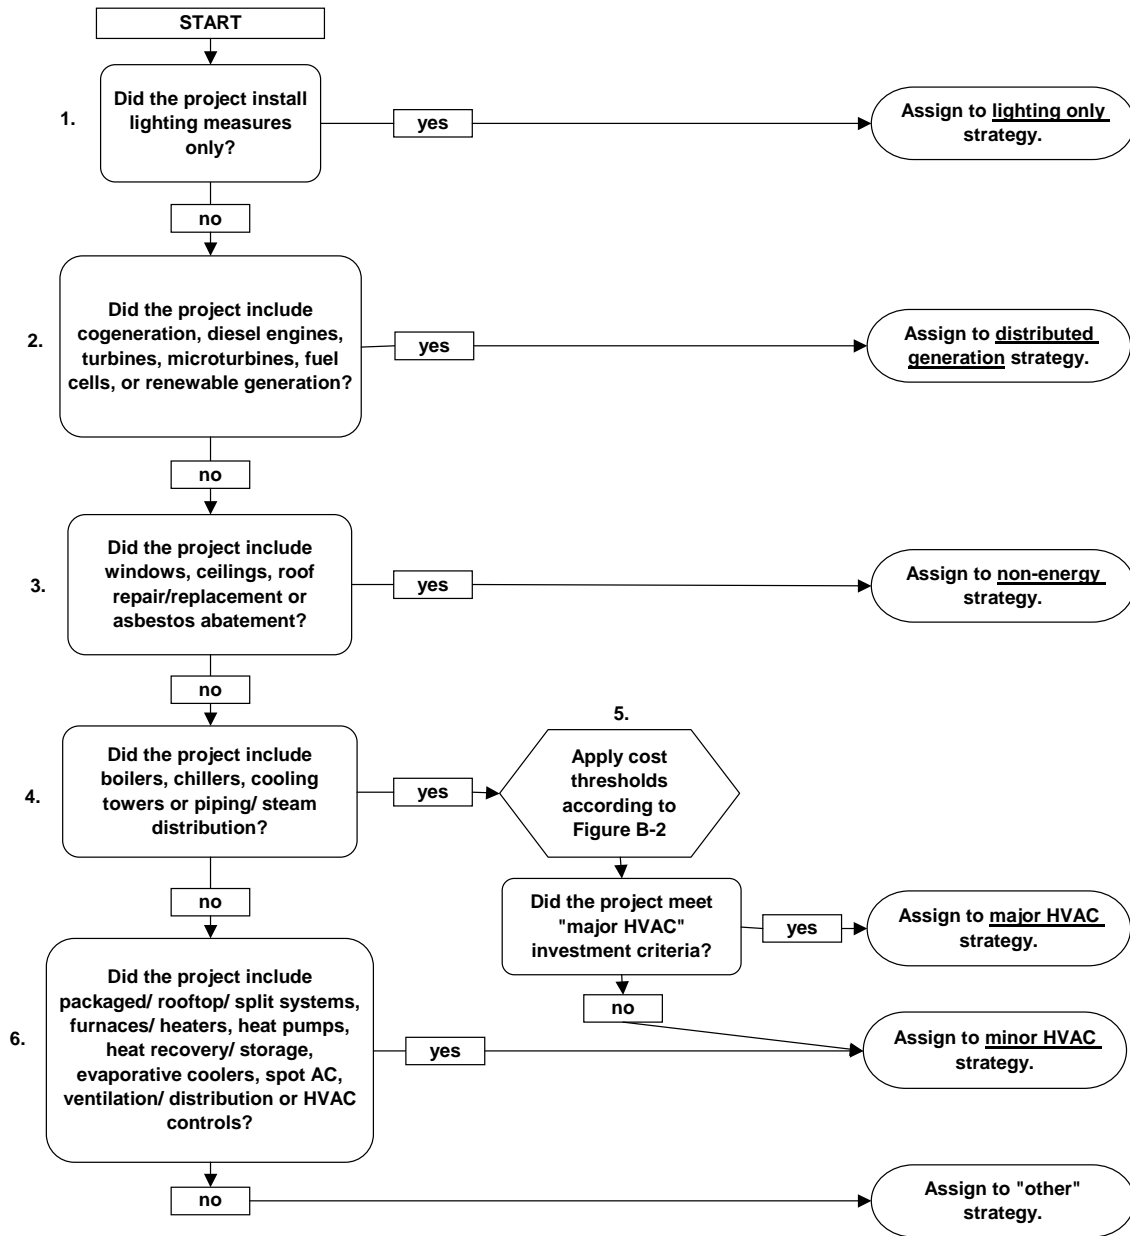 START
1.
Did the project install
lighting measures
only?
yes
Assign to lighting only
strategy.
no
2.
Did the project include
cogeneration, diesel engines,
turbines, microturbines, fuel
cells, or renewable generation?
yes
Assign to distributed
generation strategy.
no
3.
Did the project include
windows, ceilings, roof
repair/replacement or
asbestos abatement?
yes
Assign to non-energy
strategy.
no
4.
Did the project include
boilers, chillers, cooling
towers or piping/ steam
distribution?
yes
5.
Apply cost
thresholds
according to
Figure B-2
Did the project meet
"major HVAC"
investment criteria?
yes
Assign to major HVAC
strategy.
no
no
6.
Did the project include
packaged/ rooftop/ split systems,
furnaces/ heaters, heat pumps,
heat recovery/ storage,
evaporative coolers, spot AC,
ventilation/ distribution or HVAC
controls?
yes
Assign to minor HVAC
strategy.
no
Assign to "other"
strategy.